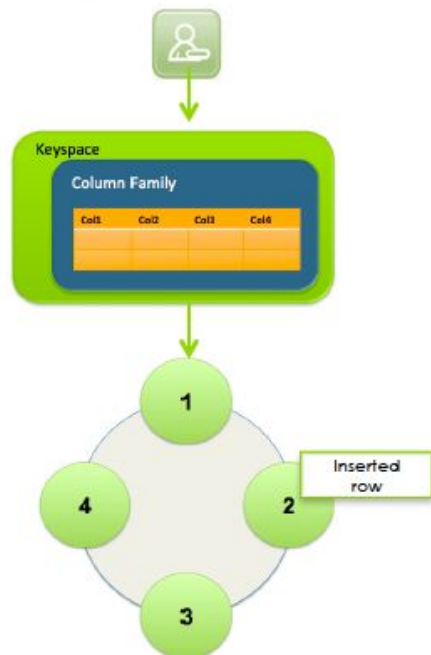 Keyspace
Column Family
Col1 Col2 Col3 Col4
1
4
2
Inserted
row
3